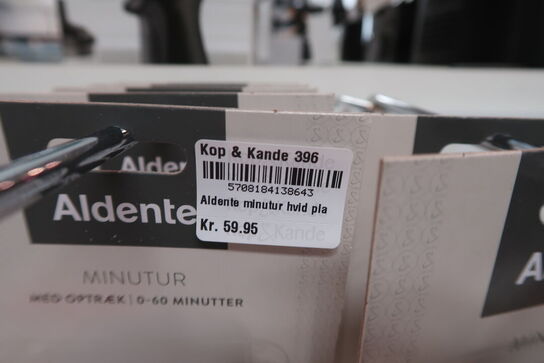 Kop & Kande 396
5708184138643
Aldente minutur hvid pla
Kr. 59.95
Aldente
Aldente
& Kande
MINUTUR
MED OPTRÆK | 0-60 MINUTTER
A